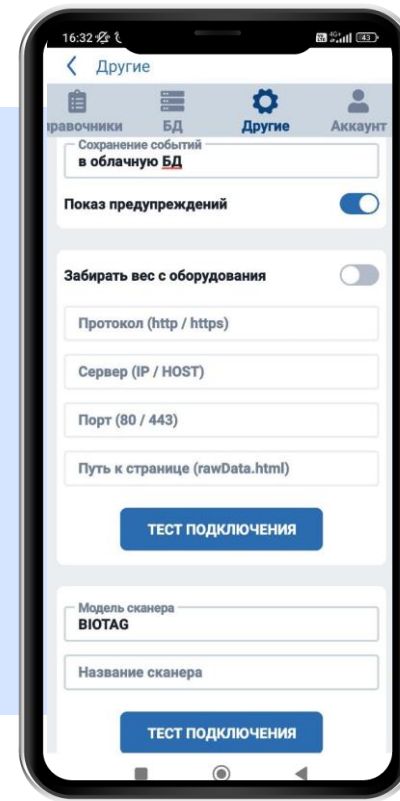 16:32
43
Другие
правочники БД Другие Аккаунт
Сохранение событий
в облачную БД
Показ предупреждений
Забирать вес с оборудования
Протокол (http / https)
Сервер (IP / HOST)
Порт (80 / 443)
Путь к странице (rawData.html)
ТЕСТ ПОДКЛЮЧЕНИЯ
Модель сканера
BIOTAG
Название сканера
ТЕСТ ПОДКЛЮЧЕНИЯ